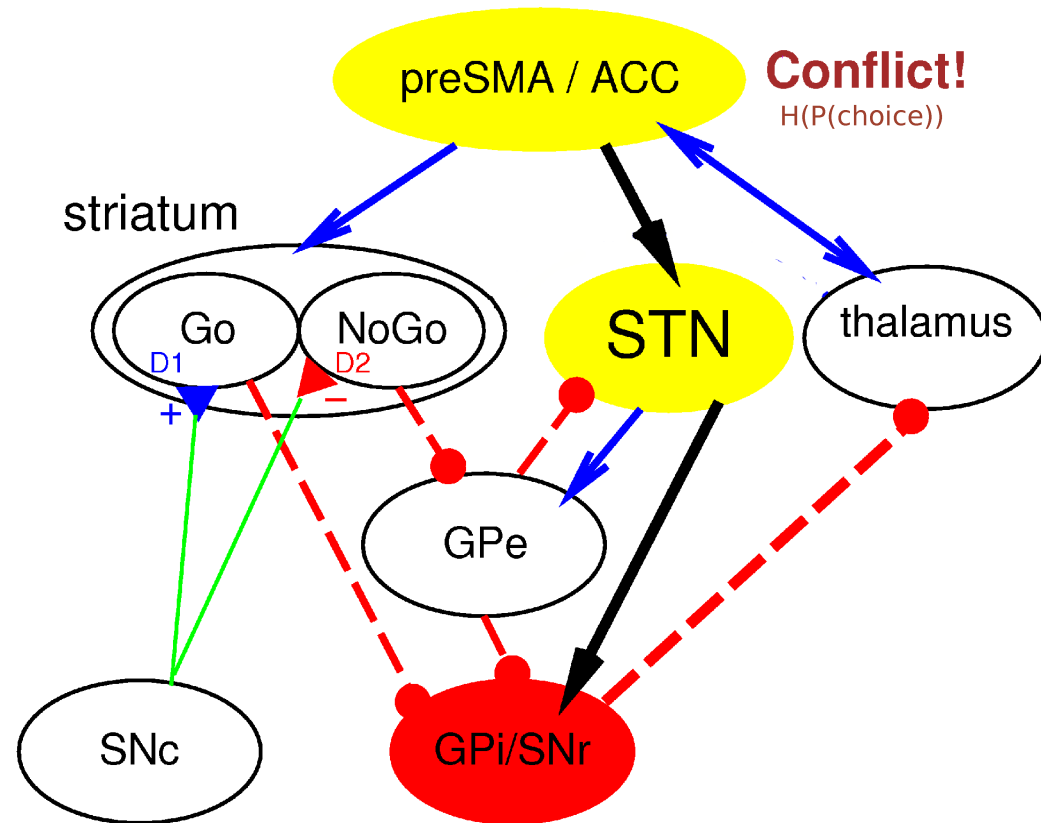 preSMA / ACC
Conflict!
H(P(choice))
striatum
Go
NoGo
STN
thalamus
D1
D2
+
−
GPe
SNc
GPi/SNr